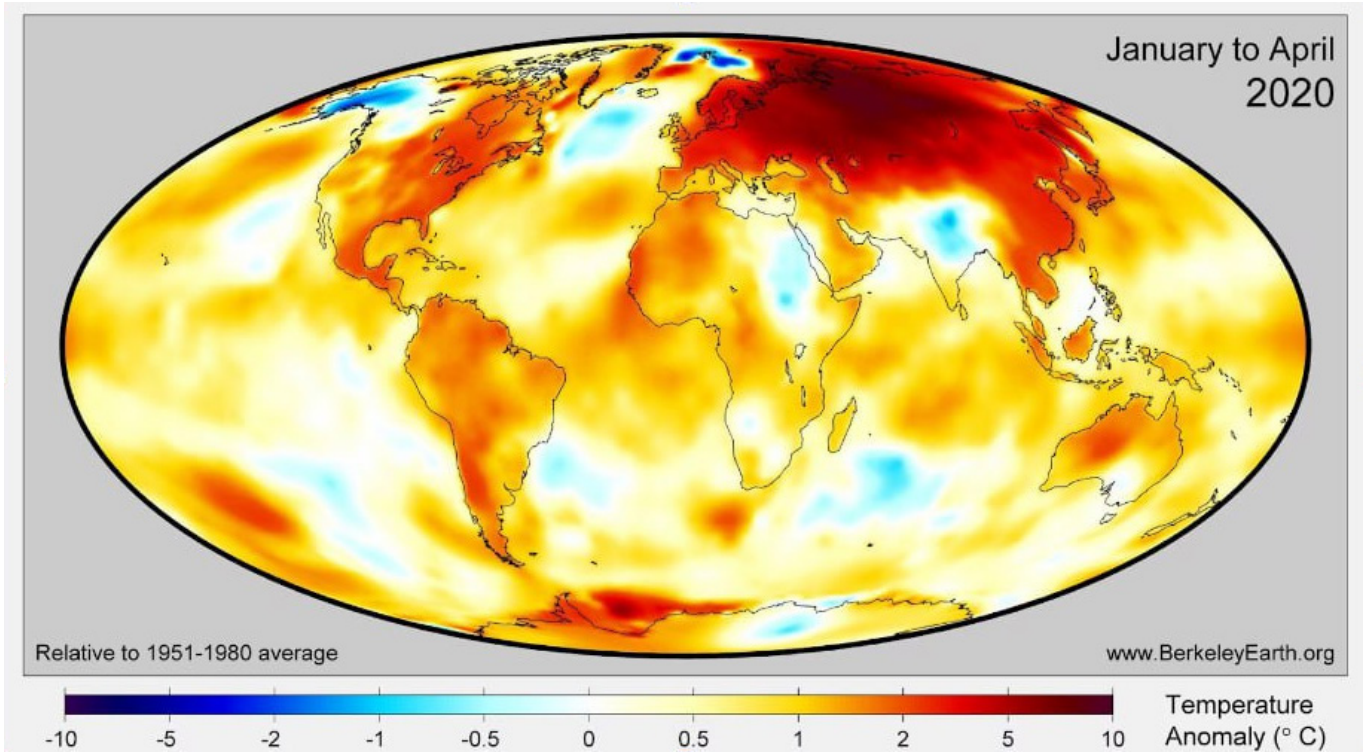 January to April
2020
Relative to 1951-1980 average
www.BerkeleyEarth.org
-10 -5 -2 -1 -0.5 0 0.5 1 2 5 10
Temperature
Anomaly (° C)